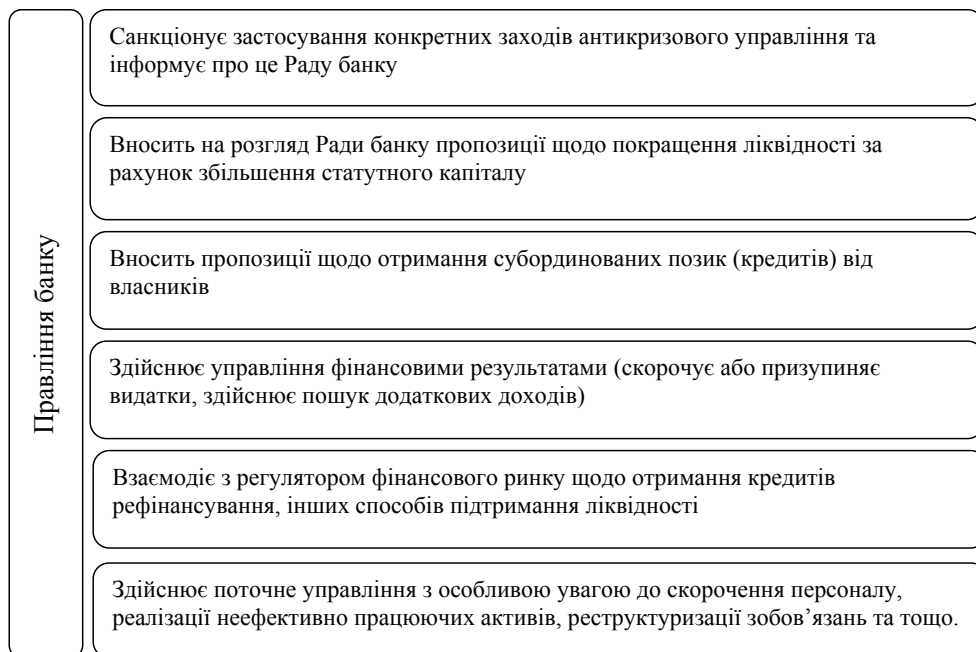 Правління банку
Санкціонує застосування конкретних заходів антикризового управління та
інформує про це Раду банку
Вносить на розгляд Ради банку пропозиції щодо покращення ліквідності за
рахунок збільшення статутного капіталу
Вносить пропозиції щодо отримання субординованих позик (кредитів) від
власників
Здійснює управління фінансовими результатами (скорочує або призупиняє
видатки, здійснює пошук додаткових доходів)
Взаємодіє з регулятором фінансового ринку щодо отримання кредитів
рефінансування, інших способів підтримання ліквідності
Здійснює поточне управління з особливою увагою до скорочення персоналу,
реалізації неефективно працюючих активів, реструктуризації зобов’язань та тощо.